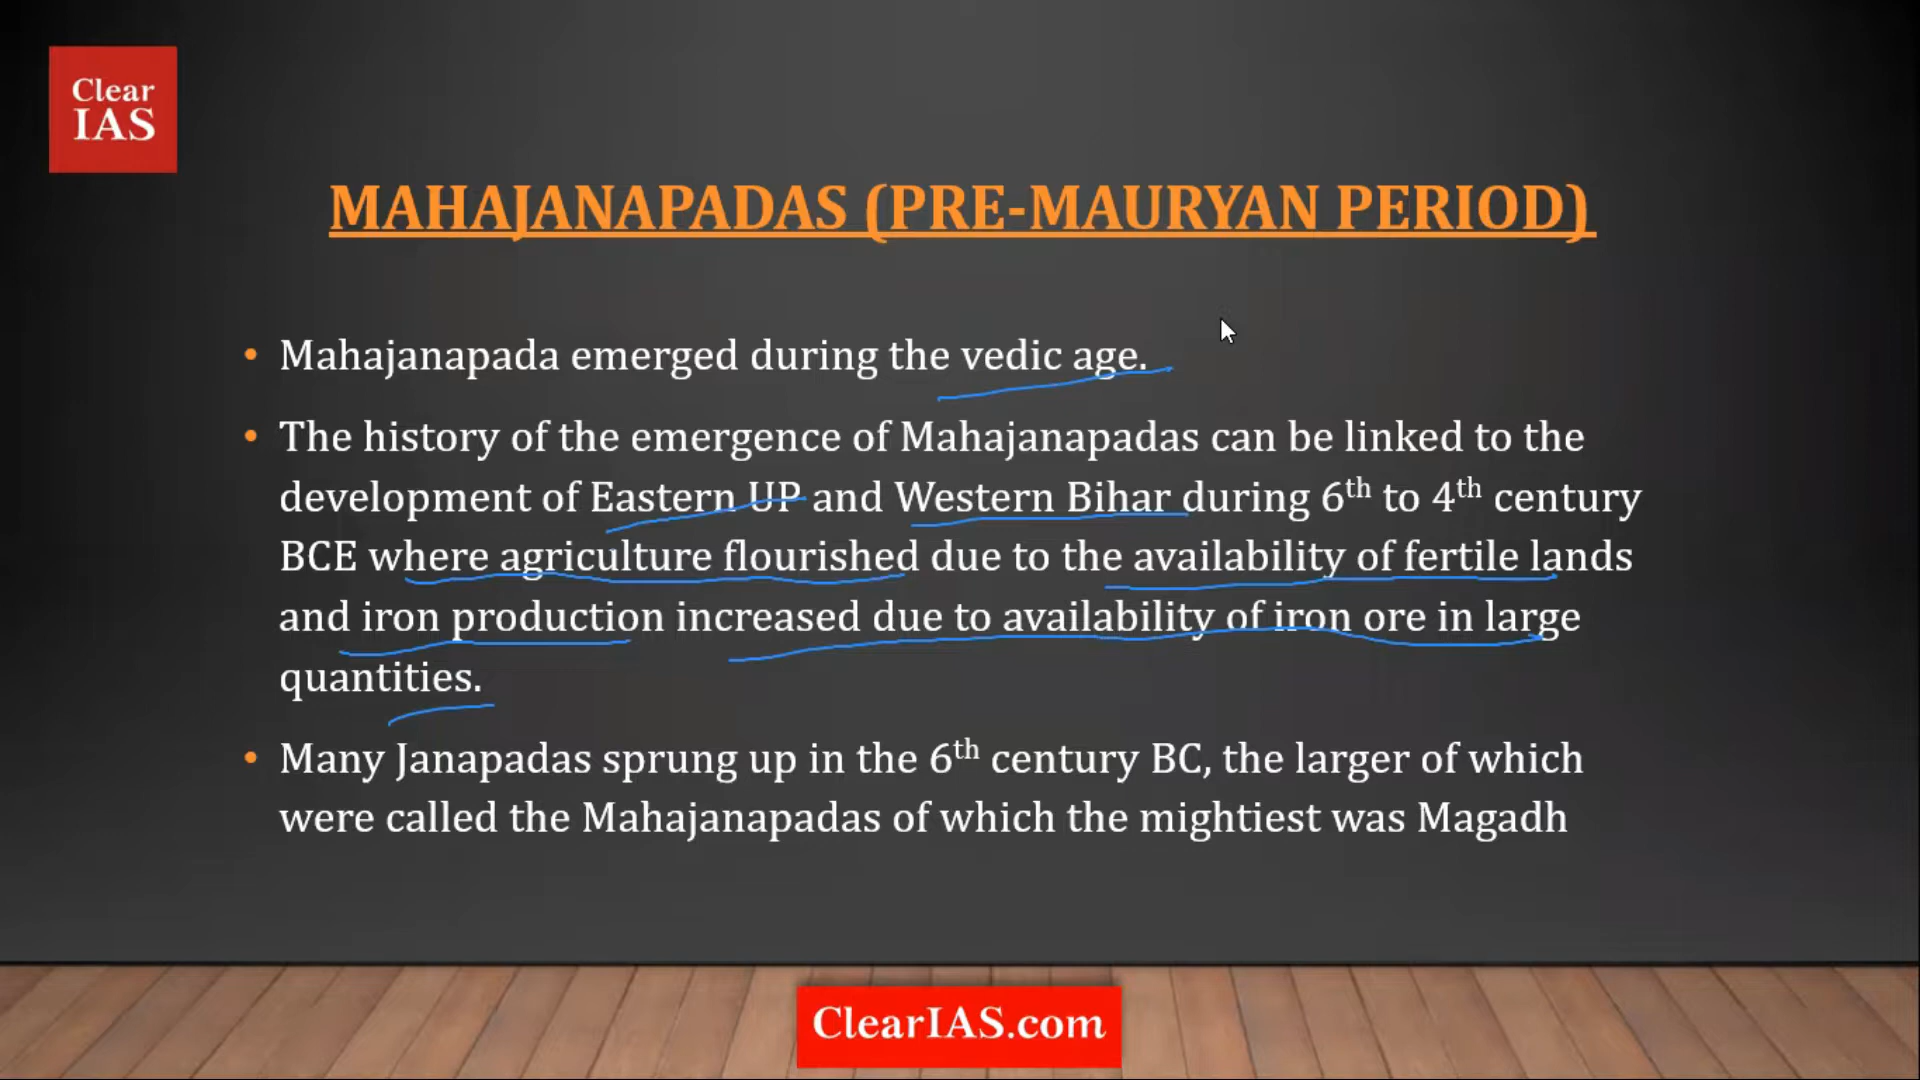 Clear
IAS
MAHAJANAPADAS (PRE-MAURYAN PERIOD)
• Mahajanapada emerged during the vedic age.
• The history of the emergence of Mahajanapadas can be linked to the
development of Eastern UP and Western Bihar during 6th to 4th century
BCE where agriculture flourished due to the availability of fertile lands
and iron production increased due to availability of iron ore in large
quantities.
• Many Janapadas sprung up in the 6th century BC, the larger of which
were called the Mahajanapadas of which the mightiest was Magadh
ClearIAS.com